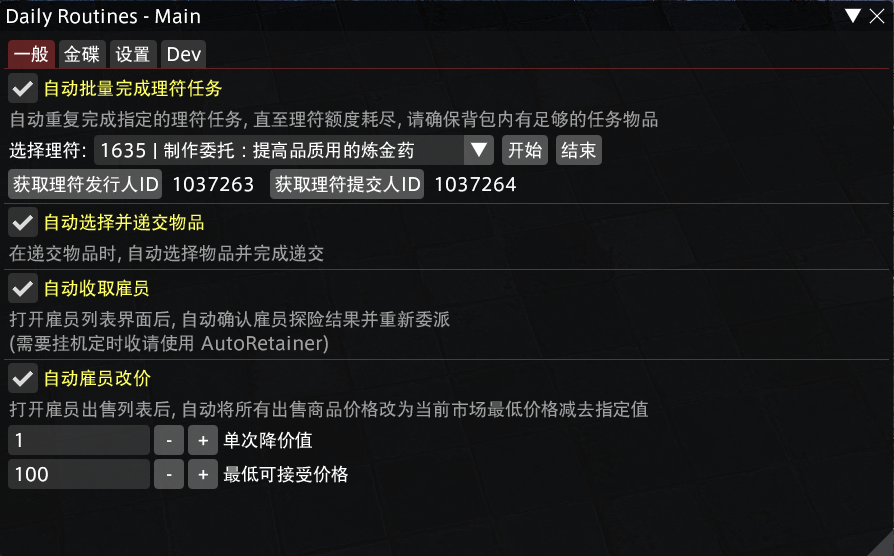 Daily Routines - Main
一般 金碟 设置 Dev
自动批量完成理符任务
自动重复完成指定的理符任务, 直至理符额度耗尽, 请确保背包内有足够的任务物品
选择理符: 1635 | 制作委托：提高品质用的炼金药 开始 结束
获取理符发行人ID 1037263 获取理符提交人ID 1037264
自动选择并递交物品
在递交物品时, 自动选择物品并完成递交
自动收取雇员
打开雇员列表界面后, 自动确认雇员探险结果并重新委派
(需要挂机定时收请使用 AutoRetainer)
自动雇员改价
打开雇员出售列表后, 自动将所有出售商品价格改为当前市场最低价格减去指定值
1 - + 单次降价值
100 - + 最低可接受价格